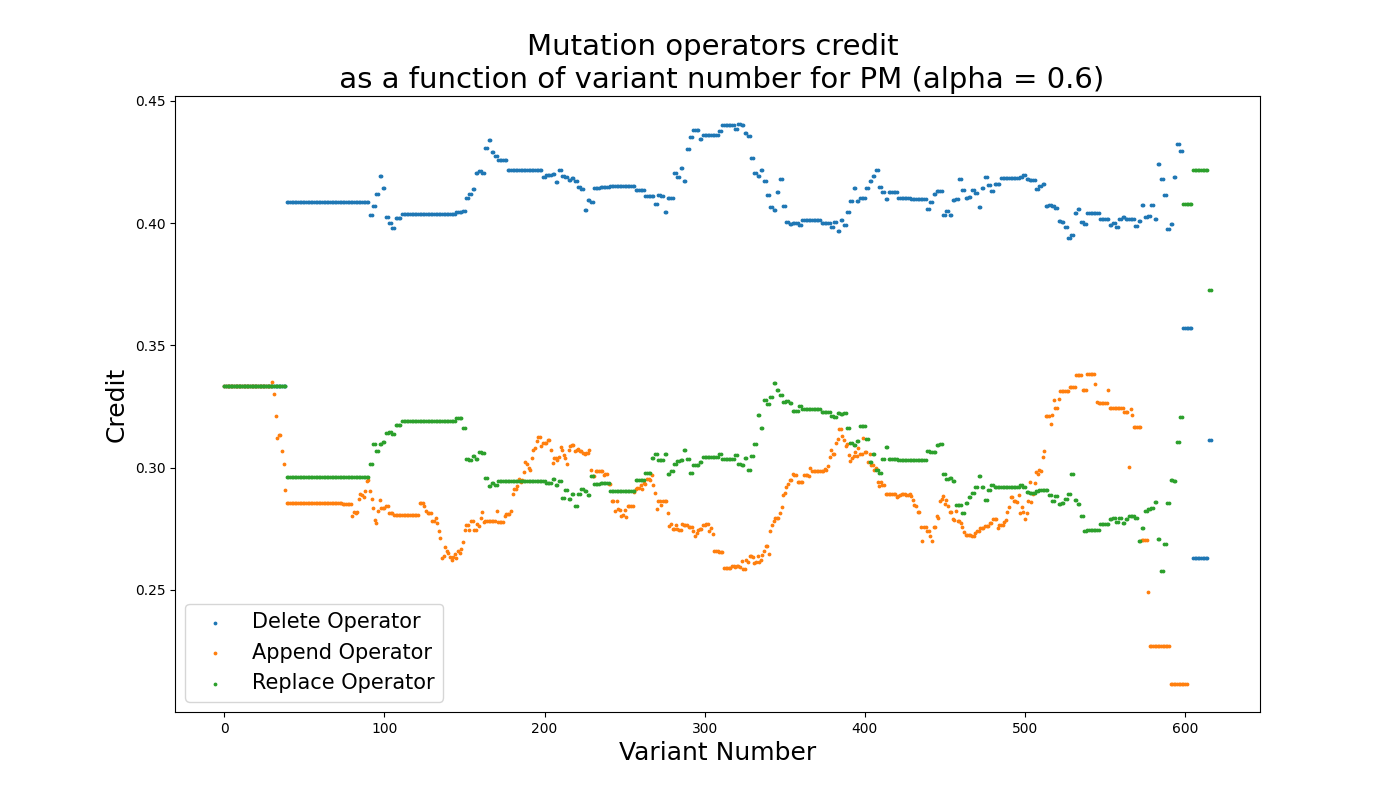 Mutation operators credit
as a function of variant number for PM (alpha = 0.6)
0.45
0.40
0.35
0.30
0.25
Credit
Delete Operator
Append Operator
Replace Operator
0 100 200 300 400 500 600
Variant Number